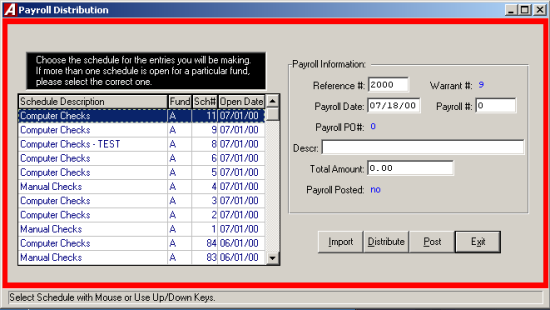 A Payroll Distribution
Choose the schedule for the entries you will be making.
If more than one schedule is open for a particular fund,
please select the correct one.
Schedule Description Fund Sch# Open Date
Computer Checks A 11 07/01/00
Computer Checks A 9 07/01/00
Computer Checks - TEST A 8 07/01/00
Computer Checks A 6 07/01/00
Computer Checks A 5 07/01/00
Manual Checks A 4 07/01/00
Computer Checks A 3 07/01/00
Computer Checks A 2 07/01/00
Manual Checks A 1 07/01/00
Computer Checks A 84 06/01/00
Manual Checks A 83 06/01/00
Payroll Information:
Reference #: 2000 Warrant #: 9
Payroll Date: 07/18/00 Payroll #: 0
Payroll PO#: 0
Descr:
Total Amount: 0.00
Payroll Posted: no
Import Distribute Post Exit
Select Schedule with Mouse or Use Up/Down Keys.